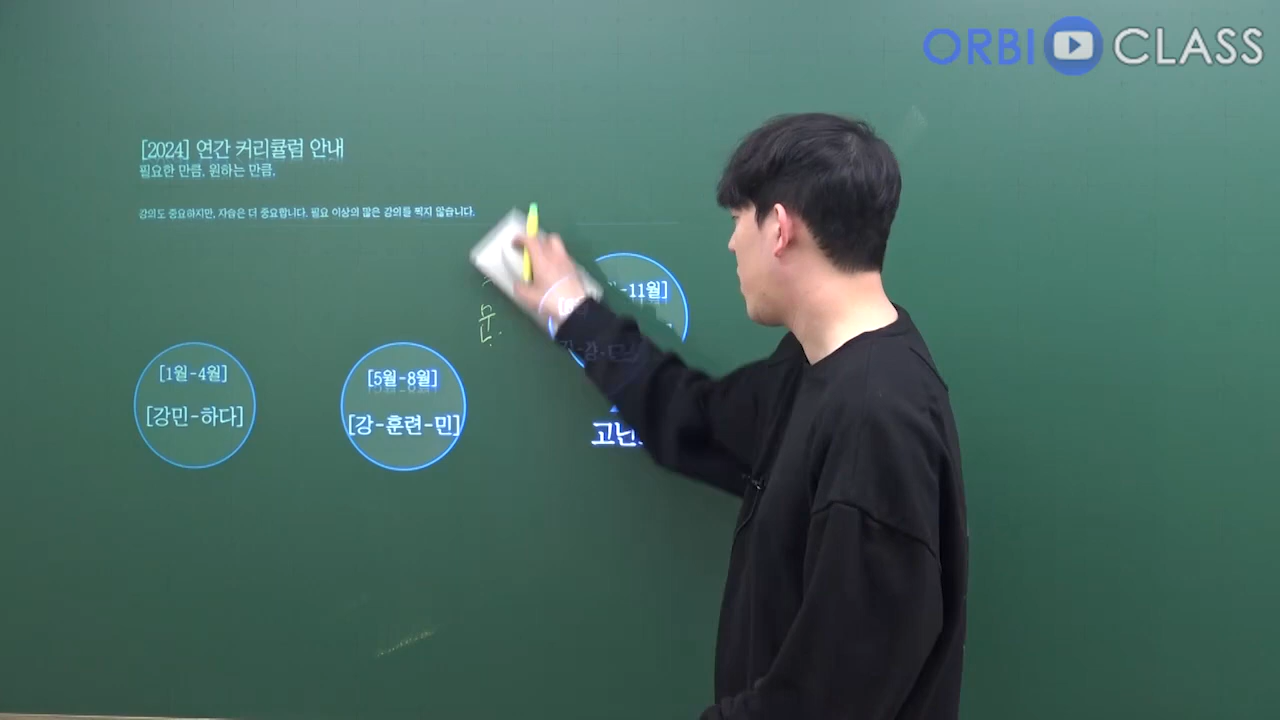 ORBI CLASS
[2024] 연간 커리큘럼 안내
필요한 만큼, 원하는 만큼.
강의도 중요하지만, 자습은 더 중요합니다. 필요 이상의 많은 강의를 찍지 않습니다.
-11월]
문.
[1월-4월]
[강민-하다]
[5월-8월]
[강-훈련-민]
고난